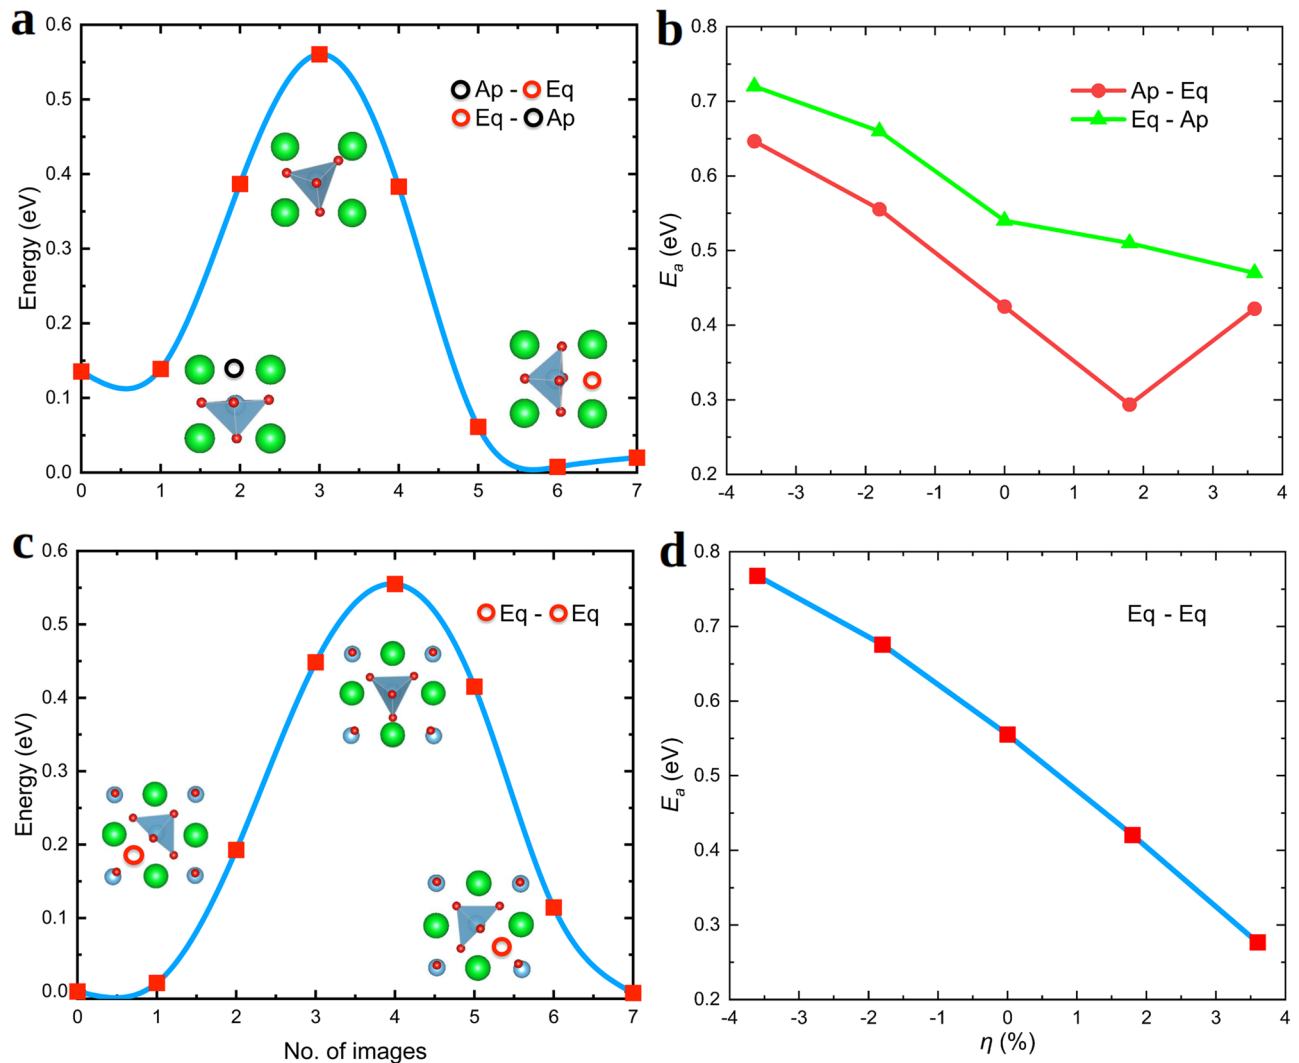 a
0.6
0.5
0.4
0.3
0.2
0.1
0.0
Energy (eV)
0 1 2 3 4 5 6 7
Ap - Eq
Eq - Ap
b
0.8
0.7
0.6
0.5
0.4
0.3
0.2
Ea (eV)
-4 -3 -2 -1 0 1 2 3 4
Ap - Eq
Eq - Ap
c
0.6
0.5
0.4
0.3
0.2
0.1
0.0
Energy (eV)
0 1 2 3 4 5 6 7
No. of images
Eq - Eq
d
0.8
0.7
0.6
0.5
0.4
0.3
0.2
Ea (eV)
-4 -3 -2 -1 0 1 2 3 4
η (%)
Eq - Eq